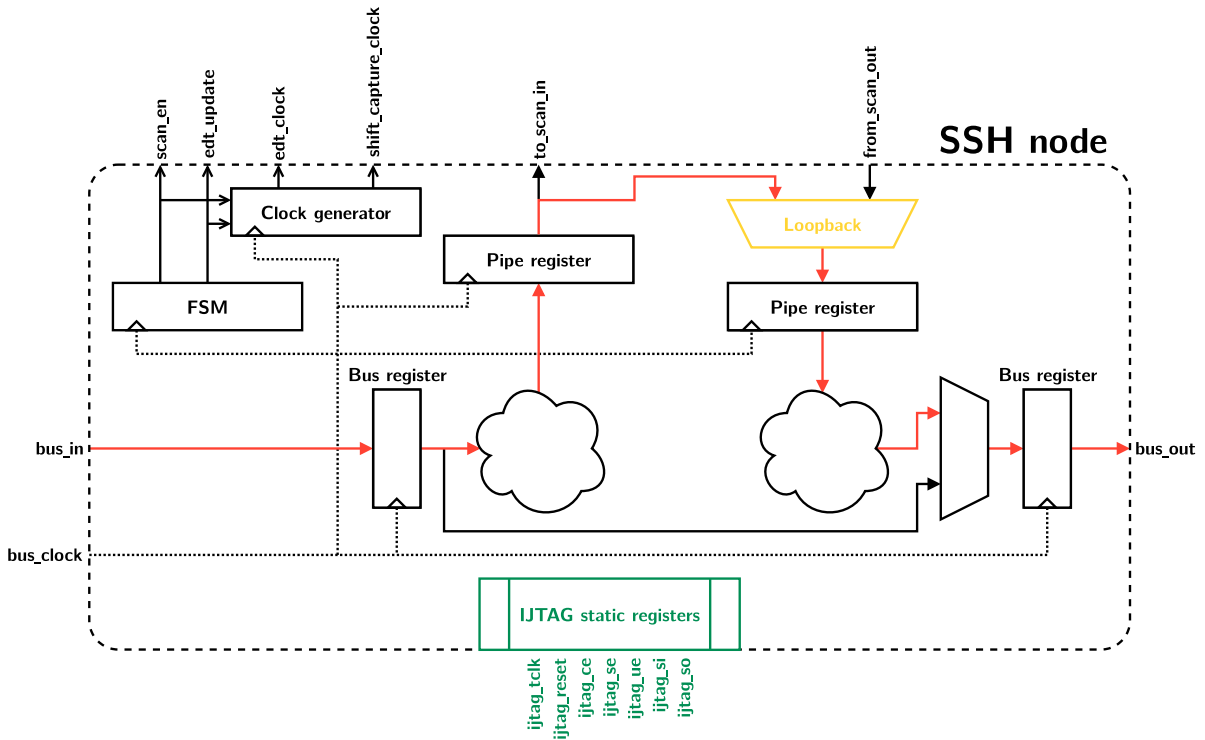 scan_en
edt_update
edt_clock
shift_capture_clock
to_scan_in
from_scan_out
SSH node
Clock generator
Loopback
Pipe register
FSM
Pipe register
Bus register
Bus register
bus_in
bus_out
bus_clock
IJTAG static registers
ijtag_tclk
ijtag_reset
ijtag_ce
ijtag_se
ijtag_ue
ijtag_si
ijtag_so